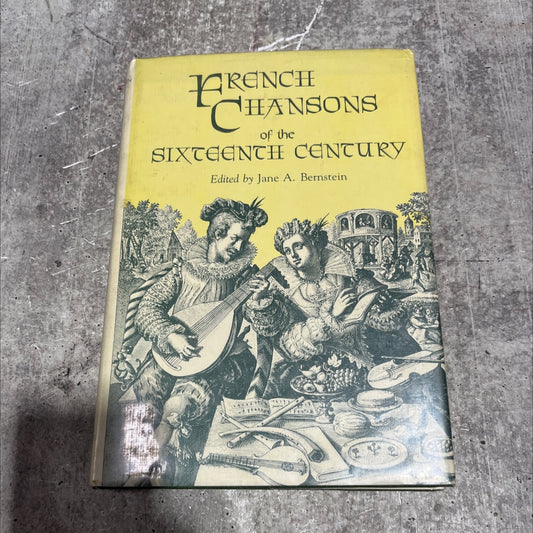 FRENCH
CHANSONS
of the
SIXTEENTH CENTURY
Edited by Jane A. Bernstein